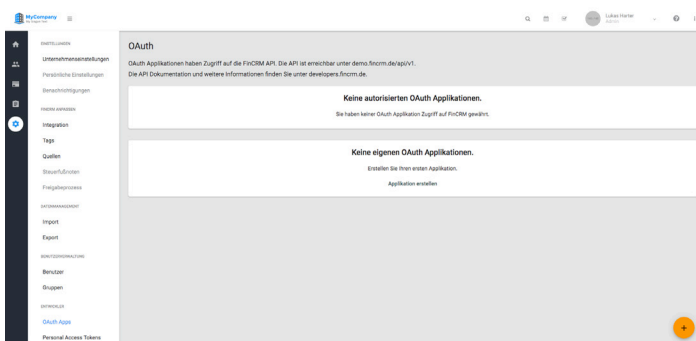 MyCompany
Lukas Harter
Admin
EINSTELLUNGEN
Unternehmenseinstellungen
Persönliche Einstellungen
Benachrichtigungen
FINCRM ANPASSEN
Integration
Tags
Quellen
Steuerfußnoten
Freigabeprozess
DATENMANAGEMENT
Import
Export
BENUTZERVERWALTUNG
Benutzer
Gruppen
ENTWICKLER
OAuth Apps
Personal Access Tokens
OAuth
OAuth Applikationen haben Zugriff auf die FinCRM API. Die API ist erreichbar unter demo.fincrm.de/api/v1.
Die API Dokumentation und weitere Informationen finden Sie unter developers.fincrm.de.
Keine autorisierten OAuth Applikationen.
Sie haben keiner OAuth Applikation Zugriff auf FinCRM gewährt.
Keine eigenen OAuth Applikationen.
Erstellen Sie Ihren ersten Applikation.
Applikation erstellen